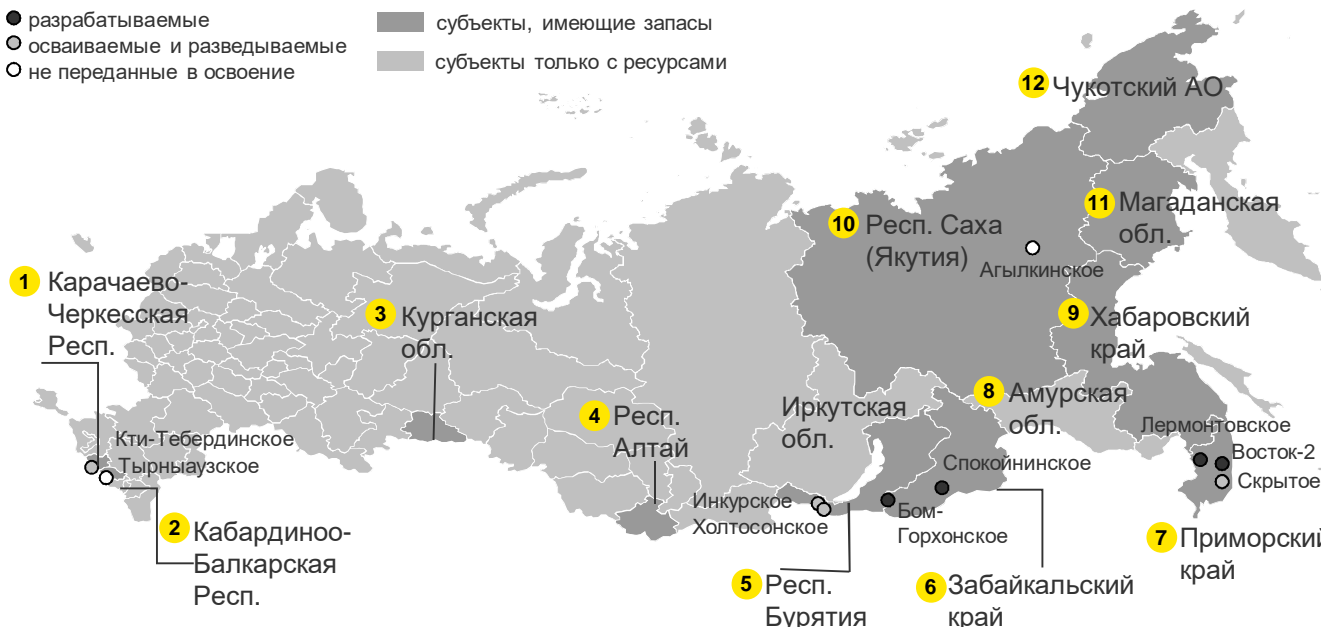 разрабатываемые
осваиваемые и разведываемые
не переданные в освоение
субъекты, имеющие запасы
субъекты только с ресурсами
12 Чукотский АО
11 Магаданская
обл.
10 Респ. Саха
(Якутия)
Агылкинское
1 Карачаево-
Черкесская
Респ.
3 Курганская
обл.
9 Хабаровский
край
8 Амурская
обл.
4 Респ.
Алтай
Иркутская
обл.
Кти-Тебердинское
Тырныаузское
Лермонтовское
Восток-2
Скрытое
Спокойнинское
Инкурское
Холтосонское
Бом-
Горхонское
2 Кабардиноо-
Балкарская
Респ.
7 Приморский
край
5 Респ.
Бурятия
6 Забайкальский
край